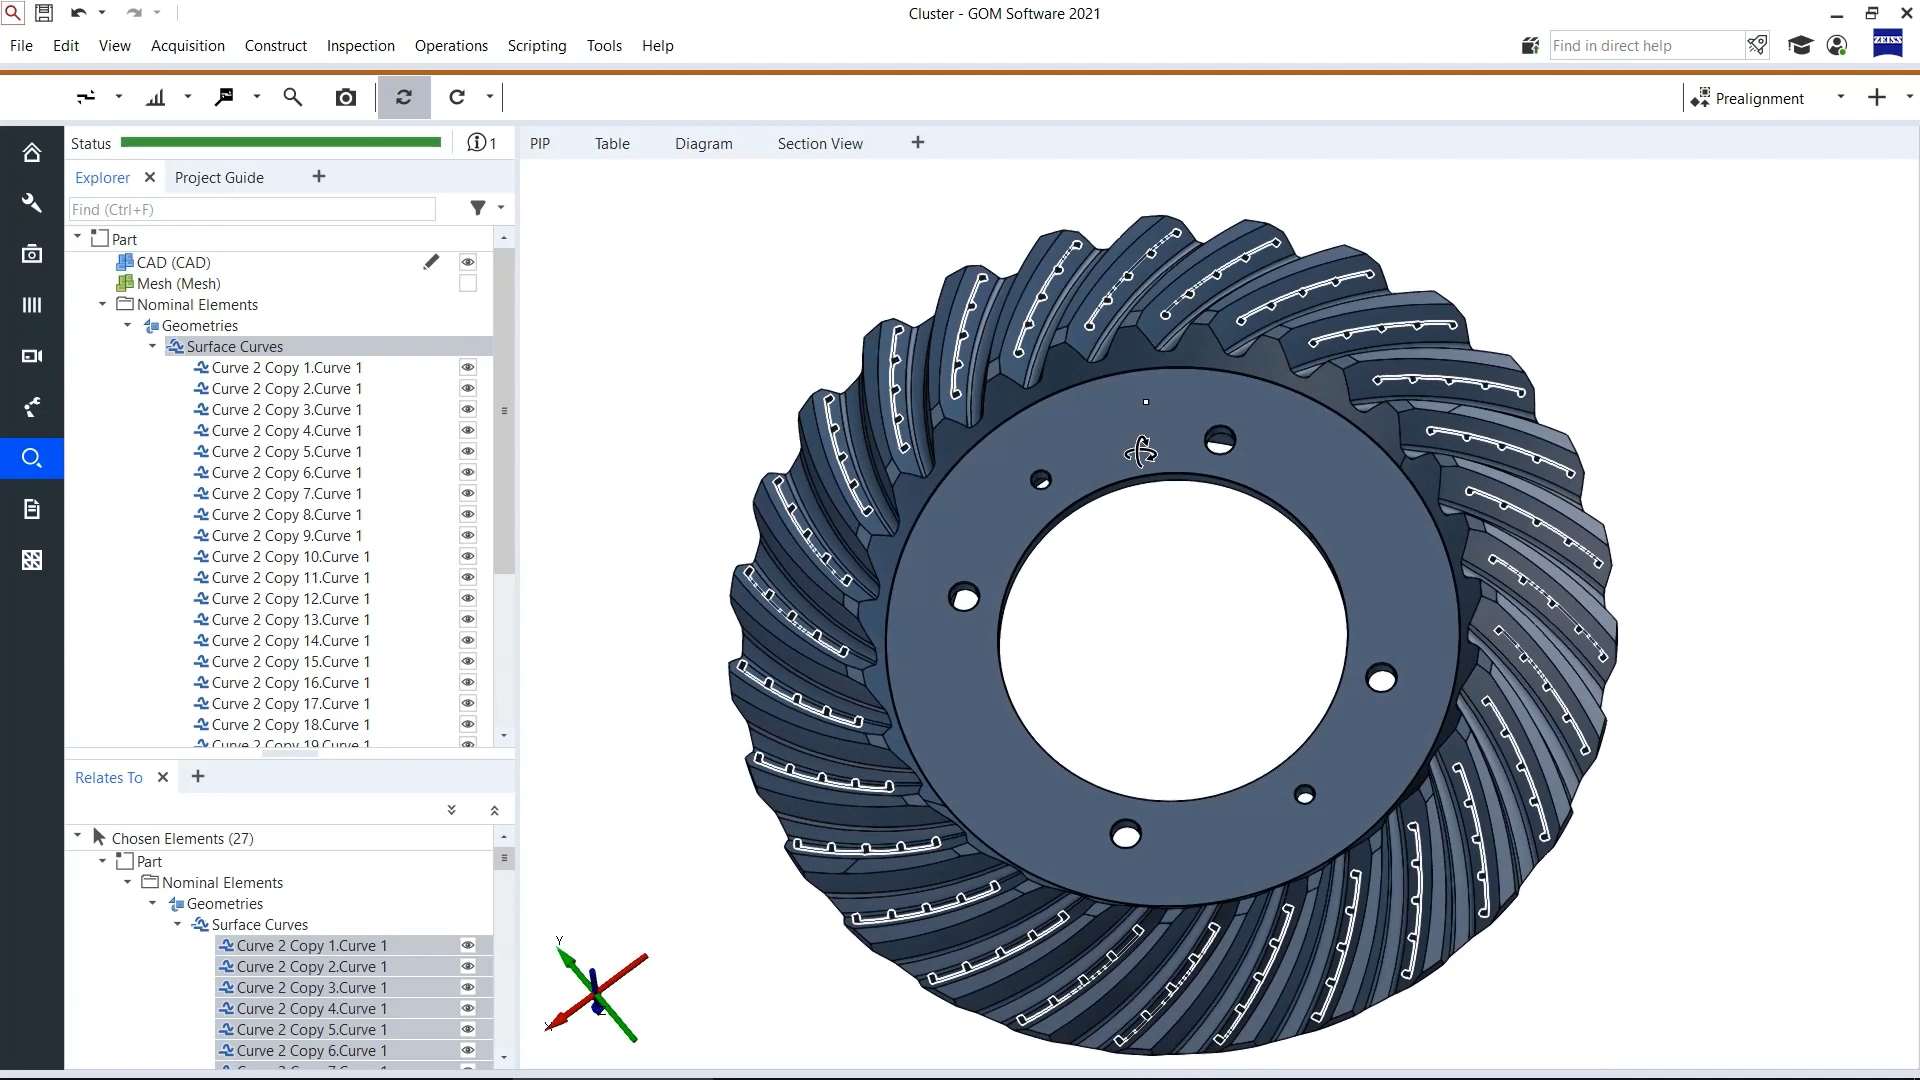 Cluster - GOM Software 2021
File Edit View Acquisition Construct Inspection Operations Scripting Tools Help
Find in direct help
ZEISS
Prealignment
Status
1
PIP Table Diagram Section View
Explorer Project Guide
Find (Ctrl+F)
Part
CAD (CAD)
Mesh (Mesh)
Nominal Elements
Geometries
Surface Curves
Curve 2 Copy 1.Curve 1
Curve 2 Copy 2.Curve 1
Curve 2 Copy 3.Curve 1
Curve 2 Copy 4.Curve 1
Curve 2 Copy 5.Curve 1
Curve 2 Copy 6.Curve 1
Curve 2 Copy 7.Curve 1
Curve 2 Copy 8.Curve 1
Curve 2 Copy 9.Curve 1
Curve 2 Copy 10.Curve 1
Curve 2 Copy 11.Curve 1
Curve 2 Copy 12.Curve 1
Curve 2 Copy 13.Curve 1
Curve 2 Copy 14.Curve 1
Curve 2 Copy 15.Curve 1
Curve 2 Copy 16.Curve 1
Curve 2 Copy 17.Curve 1
Curve 2 Copy 18.Curve 1
Curve 2 Copy 19.Curve 1
Relates To
Chosen Elements (27)
Part
Nominal Elements
Geometries
Surface Curves
Curve 2 Copy 1.Curve 1
Curve 2 Copy 2.Curve 1
Curve 2 Copy 3.Curve 1
Curve 2 Copy 4.Curve 1
Curve 2 Copy 5.Curve 1
Curve 2 Copy 6.Curve 1
Y
X
Z